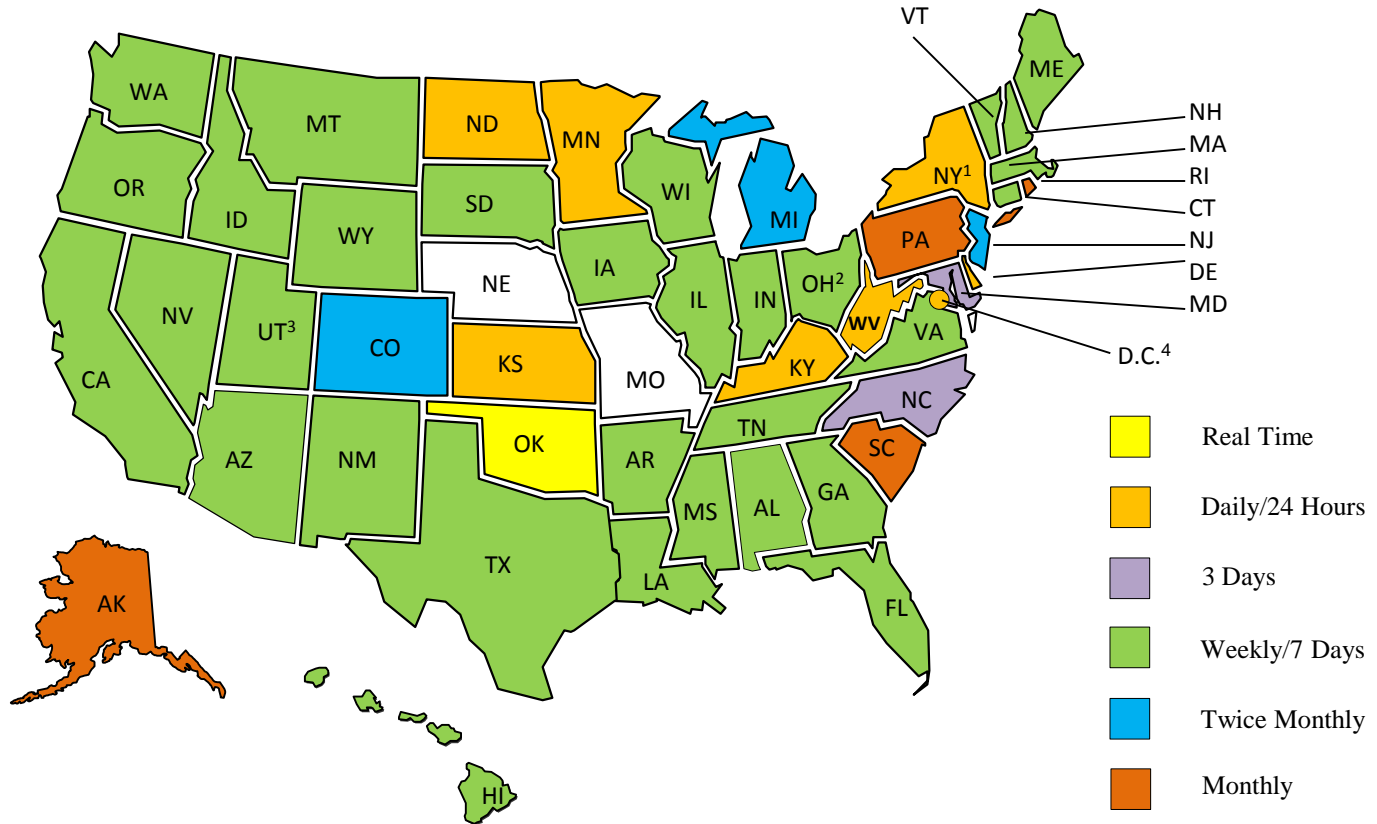 VT
ME
WA
MT
ND
MN
NH
MA
NY¹
RI
OR
ID
SD
WI
MI
CT
WY
PA
NJ
IA
DE
NE
OH²
IL
IN
MD
NV
UT³
CO
WV
VA
D.C.⁴
KS
KY
CA
MO
NC
TN
OK
SC
AZ
NM
AR
GA
MS
AL
TX
LA
FL
AK
HI
Real Time
Daily/24 Hours
3 Days
Weekly/7 Days
Twice Monthly
Monthly